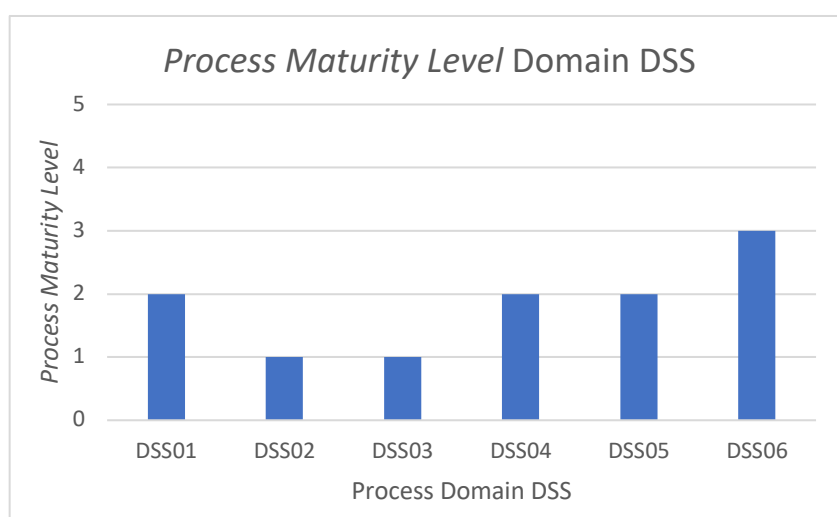 Process Maturity Level Domain DSS
5
4
3
2
1
0
Process Maturity Level
DSS01 DSS02 DSS03 DSS04 DSS05 DSS06
Process Domain DSS